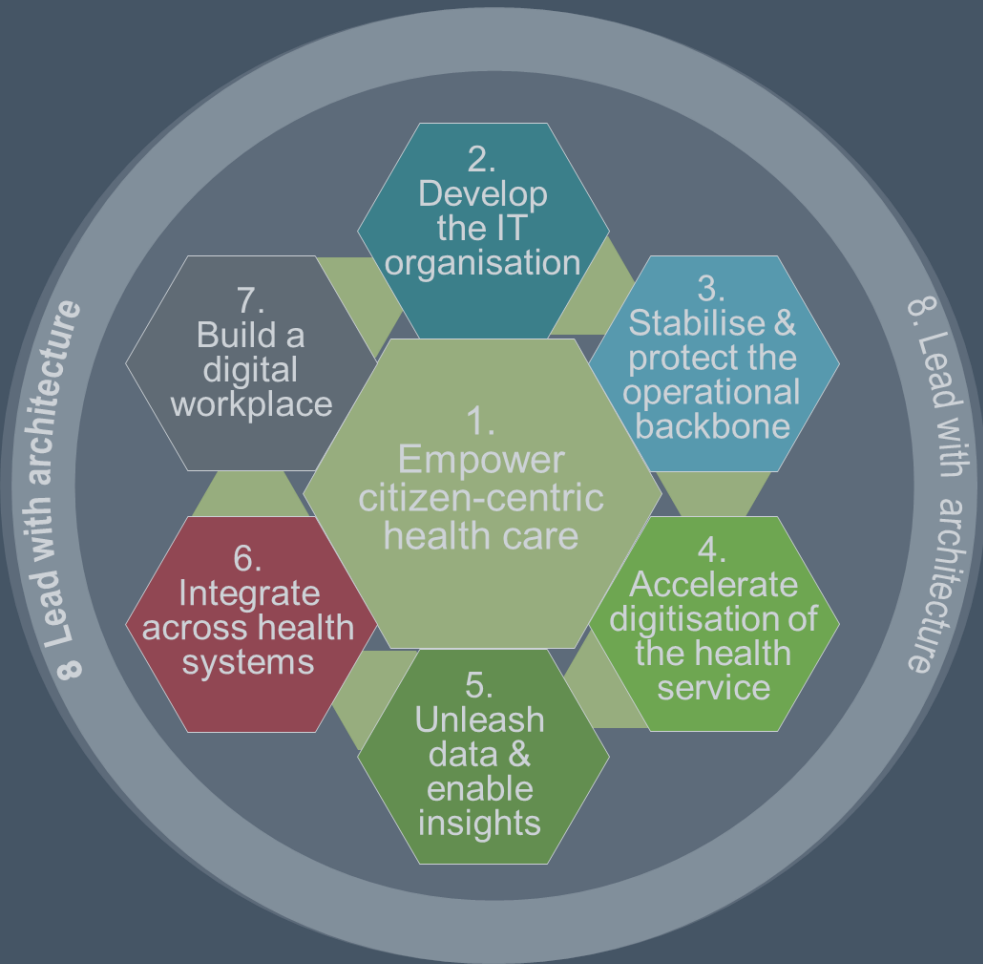 2.
Develop
the IT
organisation
3.
Stabilise &
protect the
operational
backbone
7.
Build a
digital
workplace
1.
Empower
citizen-centric
health care
4.
Accelerate
digitisation of
the health
service
6.
Integrate
across health
systems
5.
Unleash
data &
enable
insights
8 Lead with architecture
8. Lead with architecture